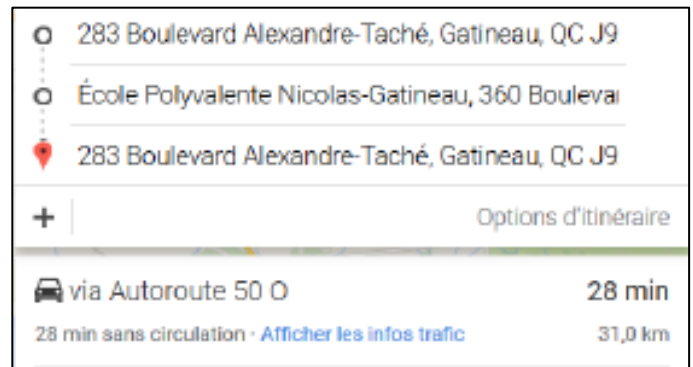 283 Boulevard Alexandre-Taché, Gatineau, QC J9
École Polyvalente Nicolas-Gatineau, 360 Bouleva
283 Boulevard Alexandre-Taché, Gatineau, QC J9
Options d'itinéraire
via Autoroute 50 O 28 min
28 min sans circulation · Afficher les infos trafic 31,0 km